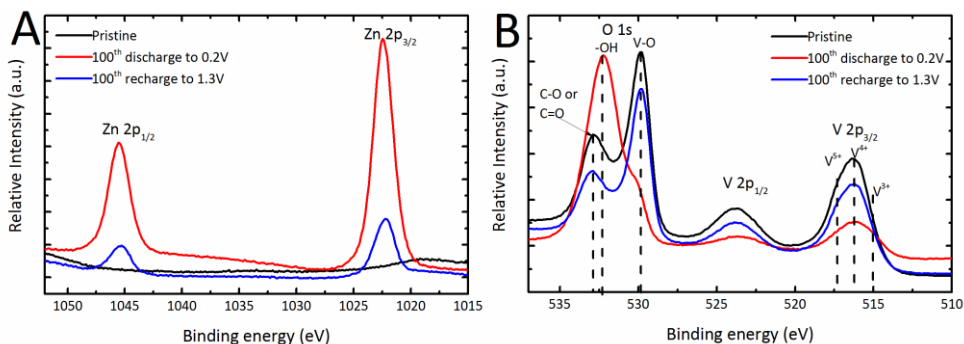 A
Zn 2p3/2
Pristine
100th discharge to 0.2V
100th recharge to 1.3V
Zn 2p1/2
Relative Intensity (a.u.)
1050 1045 1040 1035 1030 1025 1020 1015
Binding energy (eV)
B
O 1s
-OH V-O
Pristine
100th discharge to 0.2V
100th recharge to 1.3V
C-O or
C=O
V 2p3/2
V5+ V4+
V3+
V 2p1/2
Relative Intensity (a.u.)
535 530 525 520 515 510
Binding energy (eV)